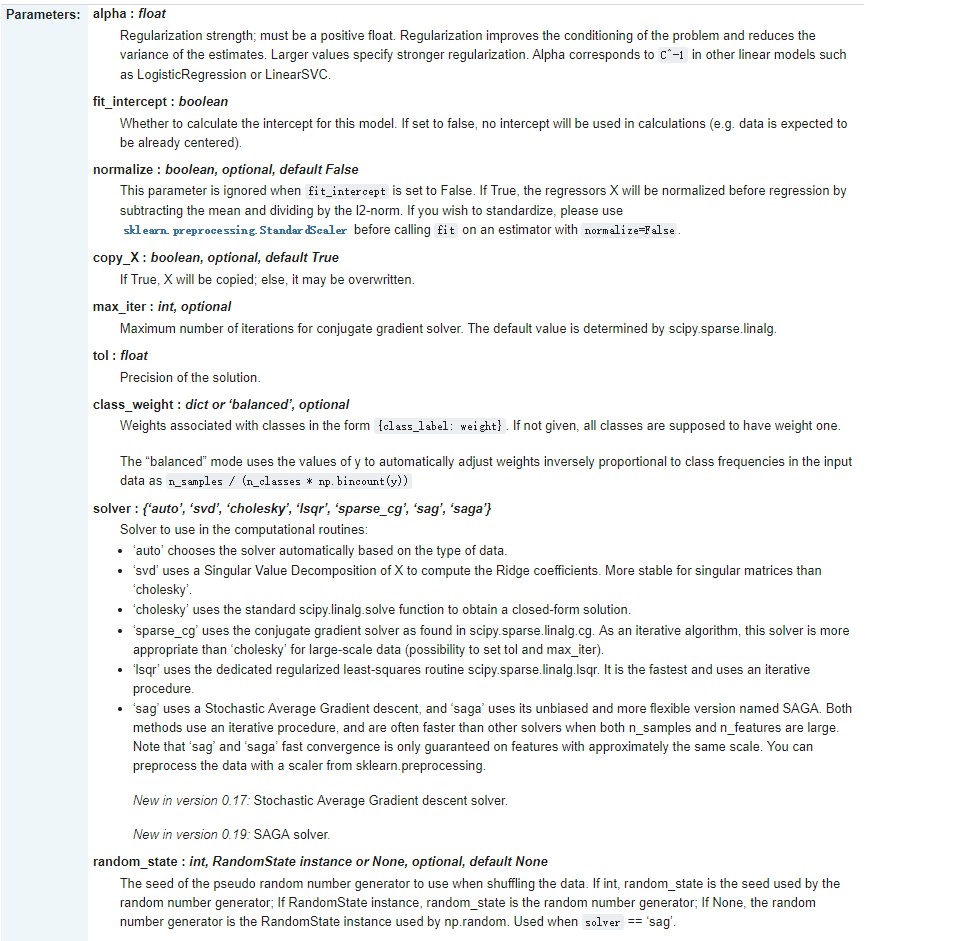 Parameters: alpha : float
Regularization strength; must be a positive float. Regularization improves the conditioning of the problem and reduces the
variance of the estimates. Larger values specify stronger regularization. Alpha corresponds to C^-1 in other linear models such
as LogisticRegression or LinearSVC.
fit_intercept : boolean
Whether to calculate the intercept for this model. If set to false, no intercept will be used in calculations (e.g. data is expected to
be already centered).
normalize : boolean, optional, default False
This parameter is ignored when fit_intercept is set to False. If True, the regressors X will be normalized before regression by
subtracting the mean and dividing by the l2-norm. If you wish to standardize, please use
sklearn.preprocessing.StandardScaler before calling fit on an estimator with normalize=False.
copy_X : boolean, optional, default True
If True, X will be copied; else, it may be overwritten.
max_iter : int, optional
Maximum number of iterations for conjugate gradient solver. The default value is determined by scipy.sparse.linalg.
tol : float
Precision of the solution.
class_weight : dict or ‘balanced’, optional
Weights associated with classes in the form {class_label: weight}. If not given, all classes are supposed to have weight one.
The “balanced” mode uses the values of y to automatically adjust weights inversely proportional to class frequencies in the input
data as n_samples / (n_classes * np.bincount(y))
solver : {‘auto’, ‘svd’, ‘cholesky’, ‘lsqr’, ‘sparse_cg’, ‘sag’, ‘saga’}
Solver to use in the computational routines:
• ‘auto’ chooses the solver automatically based on the type of data.
• ‘svd’ uses a Singular Value Decomposition of X to compute the Ridge coefficients. More stable for singular matrices than
‘cholesky’.
• ‘cholesky’ uses the standard scipy.linalg.solve function to obtain a closed-form solution.
• ‘sparse_cg’ uses the conjugate gradient solver as found in scipy.sparse.linalg.cg. As an iterative algorithm, this solver is more
appropriate than ‘cholesky’ for large-scale data (possibility to set tol and max_iter).
• ‘lsqr’ uses the dedicated regularized least-squares routine scipy.sparse.linalg.lsqr. It is the fastest and uses an iterative
procedure.
• ‘sag’ uses a Stochastic Average Gradient descent, and ‘saga’ uses its unbiased and more flexible version named SAGA. Both
methods use an iterative procedure, and are often faster than other solvers when both n_samples and n_features are large.
Note that ‘sag’ and ‘saga’ fast convergence is only guaranteed on features with approximately the same scale. You can
preprocess the data with a scaler from sklearn.preprocessing.
New in version 0.17: Stochastic Average Gradient descent solver.
New in version 0.19: SAGA solver.
random_state : int, RandomState instance or None, optional, default None
The seed of the pseudo random number generator to use when shuffling the data. If int, random_state is the seed used by the
random number generator; If RandomState instance, random_state is the random number generator; If None, the random
number generator is the RandomState instance used by np.random. Used when solver == ‘sag’.